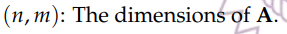 (n, m): The dimensions of A.